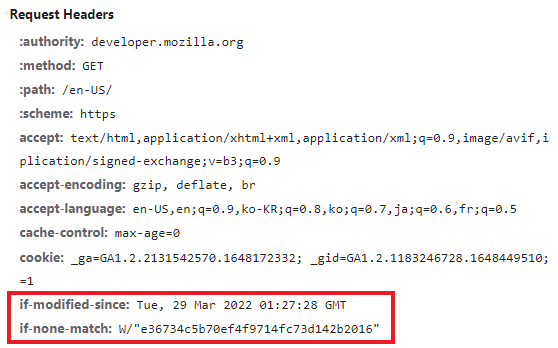 Request Headers
:authority: developer.mozilla.org
:method: GET
:path: /en-US/
:scheme: https
accept: text/html,application/xhtml+xml,application/xml;q=0.9,image/avif,i
plication/signed-exchange;v=b3;q=0.9
accept-encoding: gzip, deflate, br
accept-language: en-US,en;q=0.9,ko-KR;q=0.8,ko;q=0.7,ja;q=0.6,fr;q=0.5
cache-control: max-age=0
cookie: _ga=GA1.2.2131542570.1648172332; _gid=GA1.2.1183246728.1648449510;
=1
if-modified-since: Tue, 29 Mar 2022 01:27:28 GMT
if-none-match: W/"e36734c5b70ef4f9714fc73d142b2016"